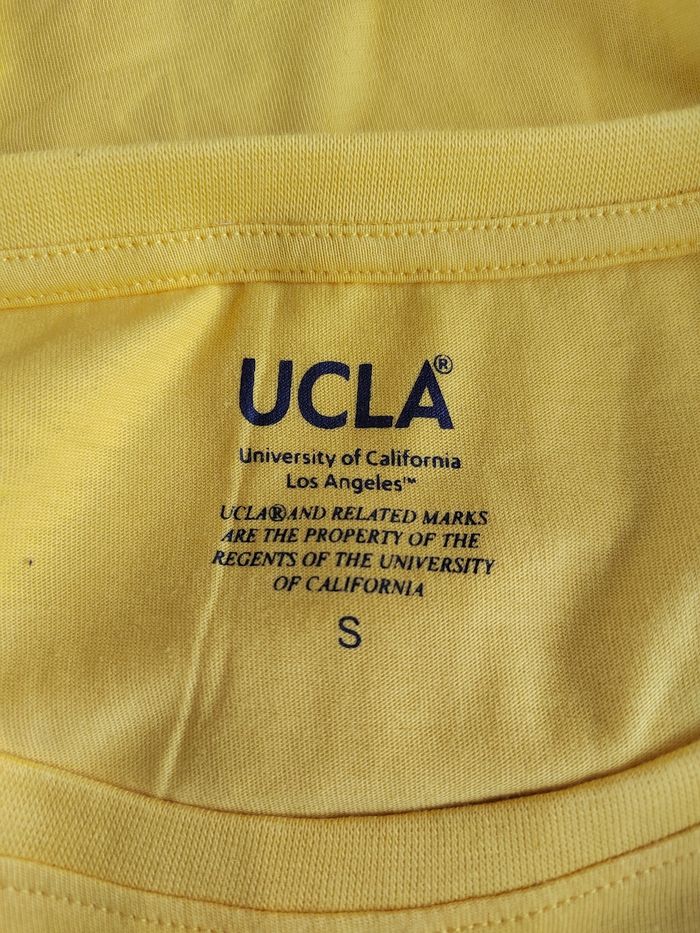 UCLA®
University of California
Los Angeles™
UCLA®AND RELATED MARKS
ARE THE PROPERTY OF THE
REGENTS OF THE UNIVERSITY
OF CALIFORNIA
S